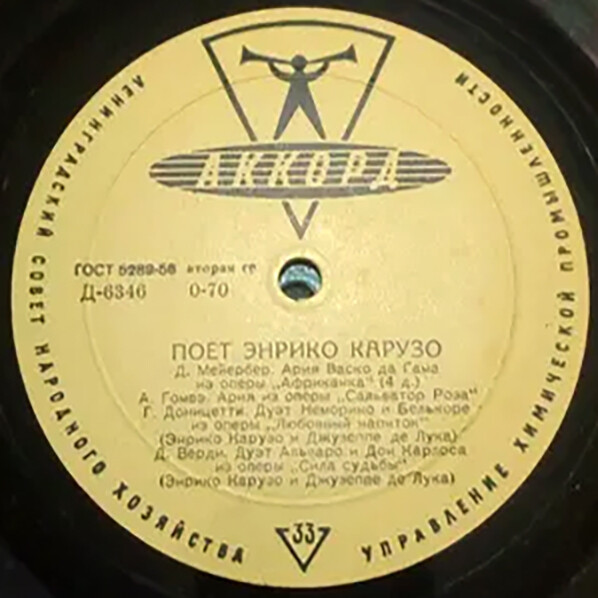 АККОРД
ЛЕНИНГРАДСКИЙ СОВЕТ НАРОДНОГО ХОЗЯЙСТВА
УПРАВЛЕНИЕ ХИМИЧЕСКОЙ ПРОМЫШЛЕННОСТИ
ГОСТ 5289-56 вторая гр
Д-6346 0-70
ПОЕТ ЭНРИКО КАРУЗО
Д. Мейербер. Ария Васко да Гама
из оперы „Африканка“ (4 д.)
А. Гомез. Ария из оперы „Сальватор Роза“
Г. Доницетти. Дуэт Неморино и Белькоре
из оперы „Любовный напиток“
(Энрико Карузо и Джузеппе де Лука)
Д. Верди. Дуэт Альваро и Дон Карлоса
из оперы „Сила судьбы“
(Энрико Карузо и Джузеппе де Лука)
33